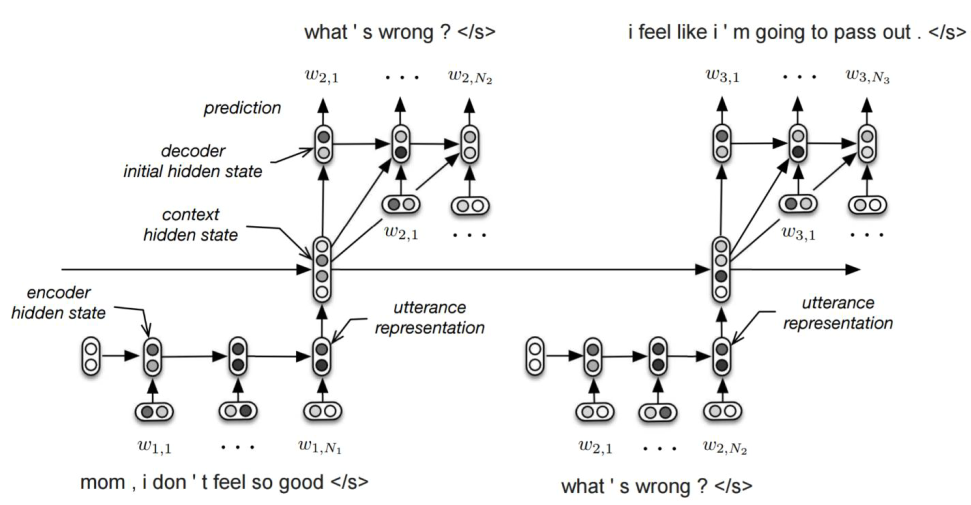 what ' s wrong ? </s>
i feel like i ' m going to pass out . </s>
w2,1 . . . w2,N2
w3,1 . . . w3,N3
prediction
decoder
initial hidden state
context
hidden state
w2,1 . . .
w3,1 . . .
encoder
hidden state
utterance
representation
utterance
representation
w1,1 . . . w1,N1
w2,1 . . . w2,N2
mom , i don ' t feel so good </s>
what ' s wrong ? </s>